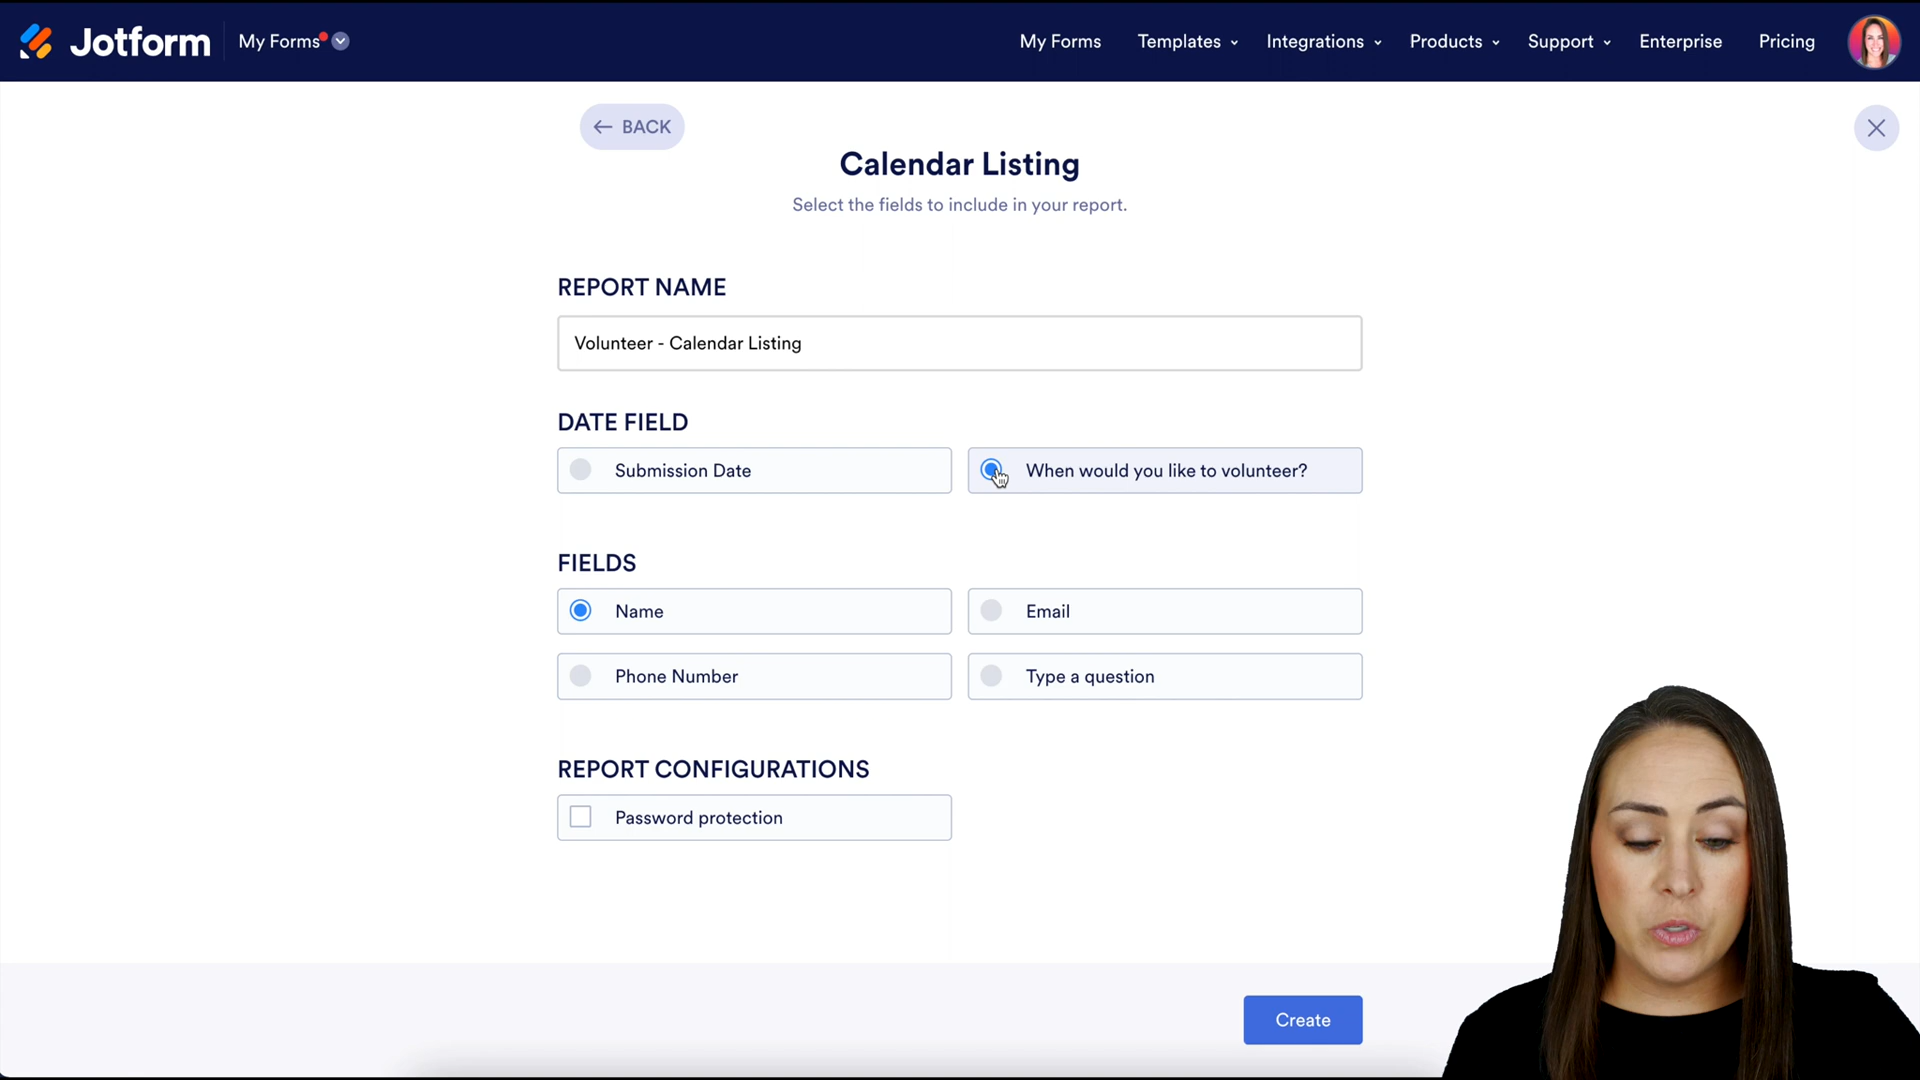 Jotform My Forms My Forms Templates Integrations Products Support Enterprise Pricing
← BACK
Calendar Listing
Select the fields to include in your report.
REPORT NAME
Volunteer - Calendar Listing
DATE FIELD
Submission Date When would you like to volunteer?
FIELDS
Name Email
Phone Number Type a question
REPORT CONFIGURATIONS
Password protection
Create